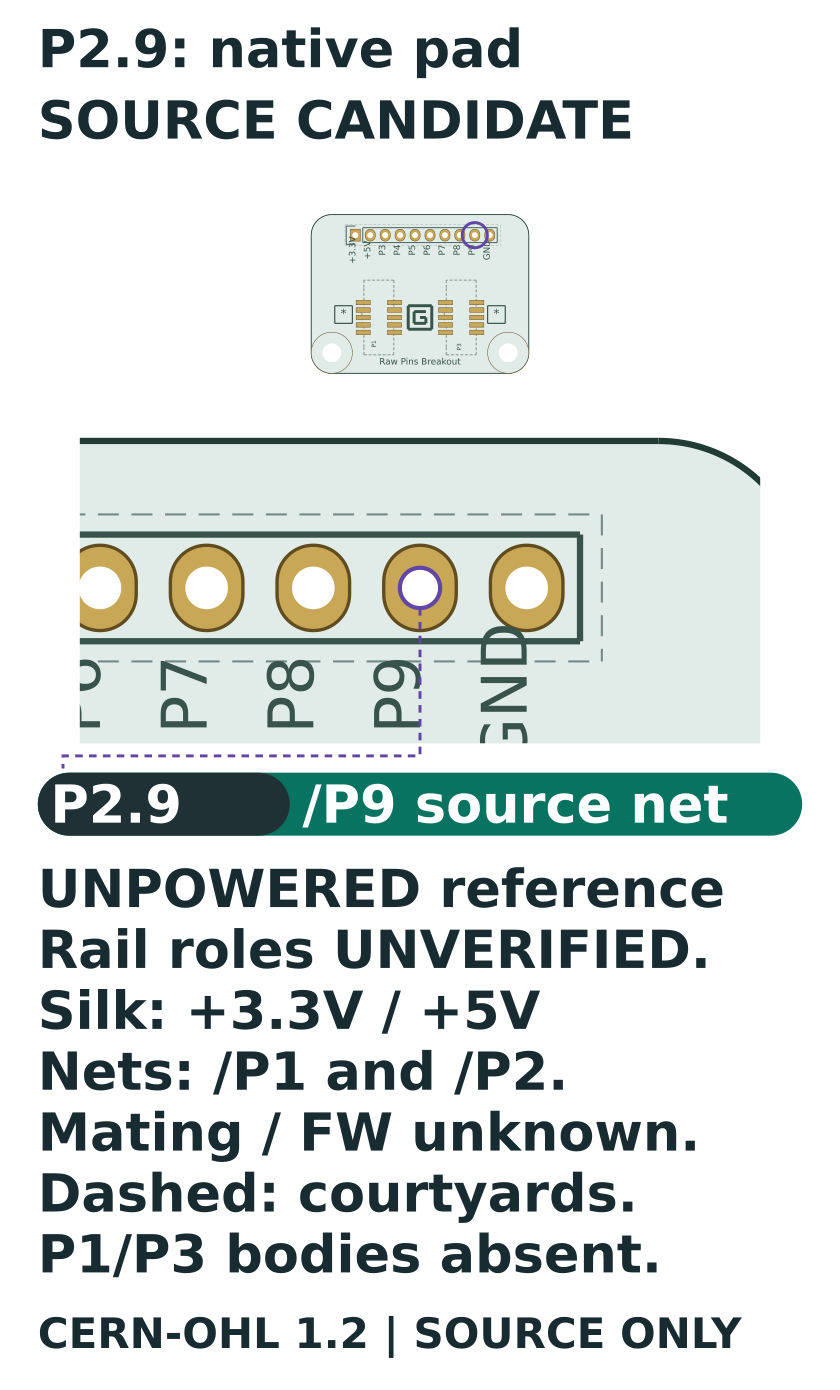 P2.9: native pad
SOURCE CANDIDATE
+3.3V
+5V
P3
P4
P5
P6
P7
P8
P9
GND
*
*
P1
P3
Raw Pins Breakout
P6
P7
P8
P9
GND
P2.9
/P9 source net
UNPOWERED reference
Rail roles UNVERIFIED.
Silk: +3.3V / +5V
Nets: /P1 and /P2.
Mating / FW unknown.
Dashed: courtyards.
P1/P3 bodies absent.
CERN-OHL 1.2 | SOURCE ONLY